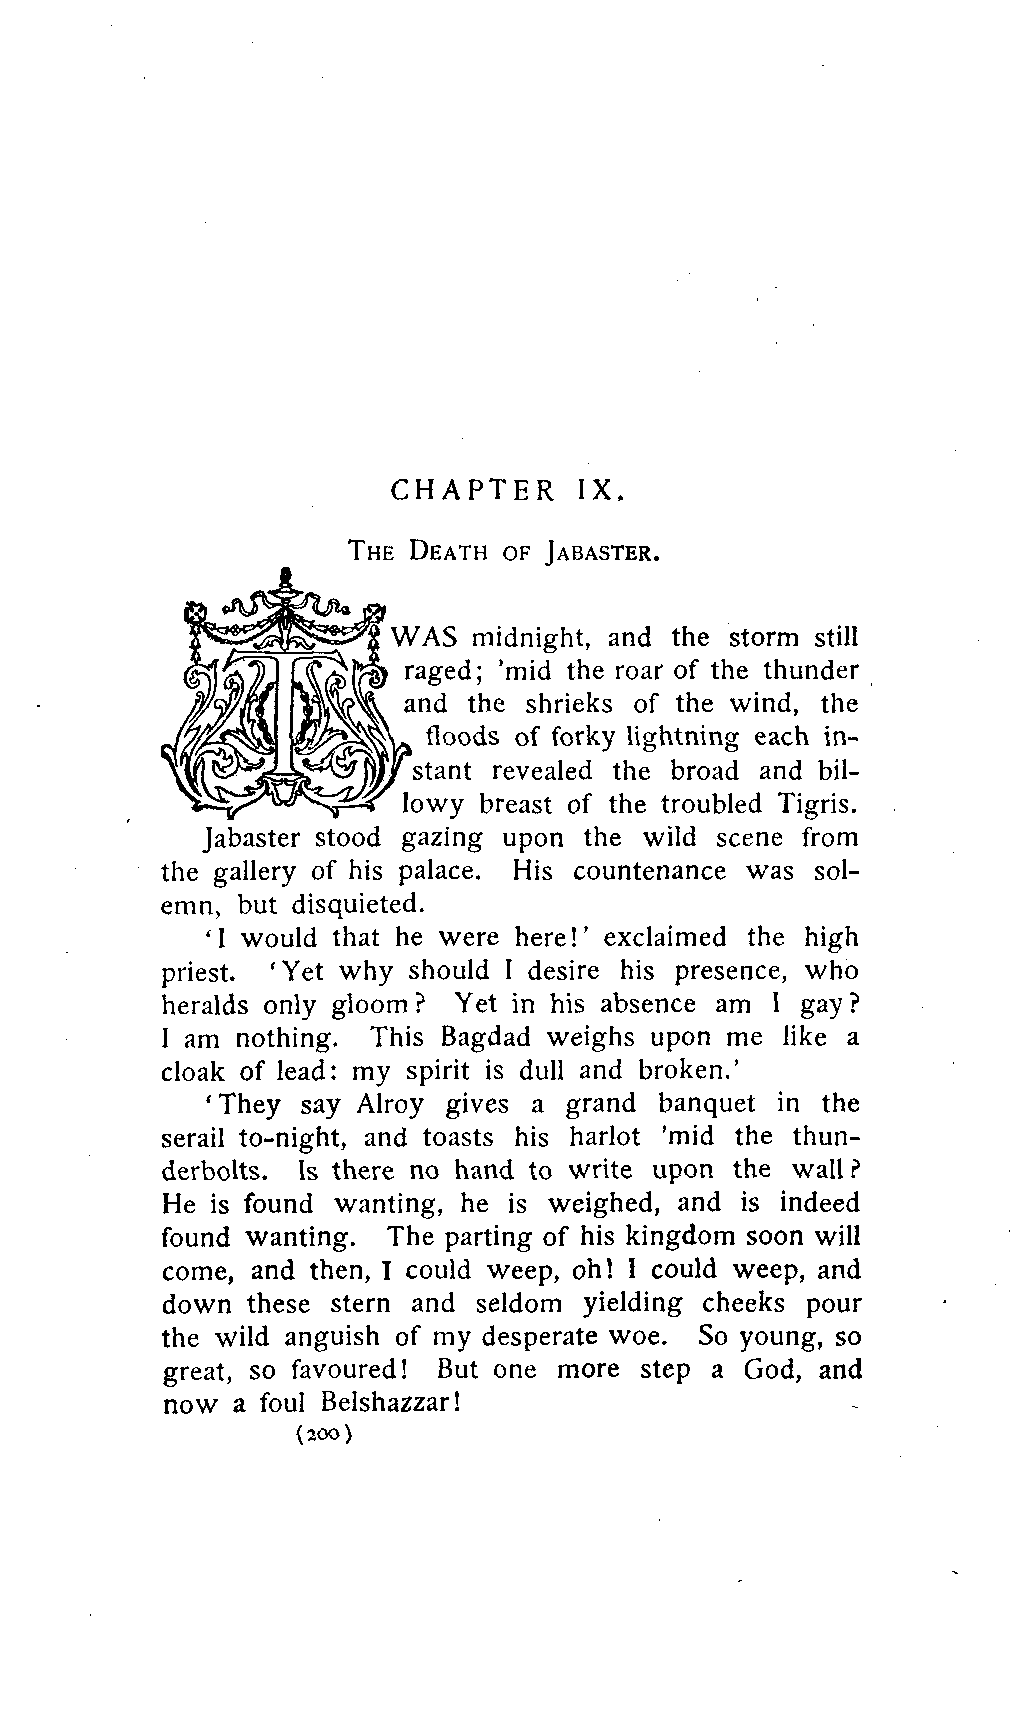 CHAPTER IX.
THE DEATH OF JABASTER.
TWAS midnight, and the storm still
raged; 'mid the roar of the thunder
and the shrieks of the wind, the
floods of forky lightning each in-
stant revealed the broad and bil-
lowy breast of the troubled Tigris.
Jabaster stood gazing upon the wild scene from
the gallery of his palace. His countenance was sol-
emn, but disquieted.
'I would that he were here!' exclaimed the high
priest. 'Yet why should I desire his presence, who
heralds only gloom? Yet in his absence am I gay?
I am nothing. This Bagdad weighs upon me like a
cloak of lead: my spirit is dull and broken.'
'They say Alroy gives a grand banquet in the
serail to-night, and toasts his harlot 'mid the thun-
derbolts. Is there no hand to write upon the wall?
He is found wanting, he is weighed, and is indeed
found wanting. The parting of his kingdom soon will
come, and then, I could weep, oh! I could weep, and
down these stern and seldom yielding cheeks pour
the wild anguish of my desperate woe. So young, so
great, so favoured! But one more step a God, and
now a foul Belshazzar!
(200)